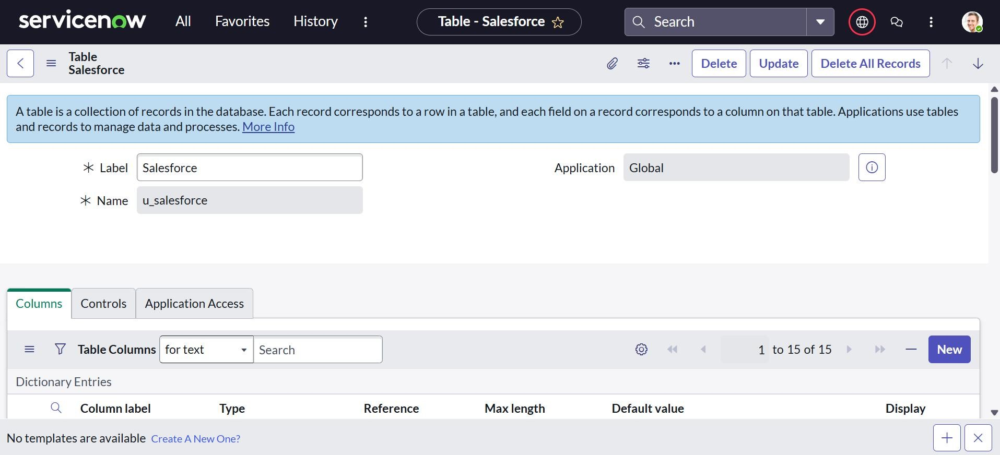 servicenow All Favorites History Table - Salesforce Search
Table
Salesforce
Delete Update Delete All Records
A table is a collection of records in the database. Each record corresponds to a row in a table, and each field on a record corresponds to a column on that table. Applications use tables
and records to manage data and processes. More Info
Label Salesforce Application Global
Name u_salesforce
Columns Controls Application Access
Table Columns for text Search 1 to 15 of 15 New
Dictionary Entries
Column label Type Reference Max length Default value Display
No templates are available Create A New One?